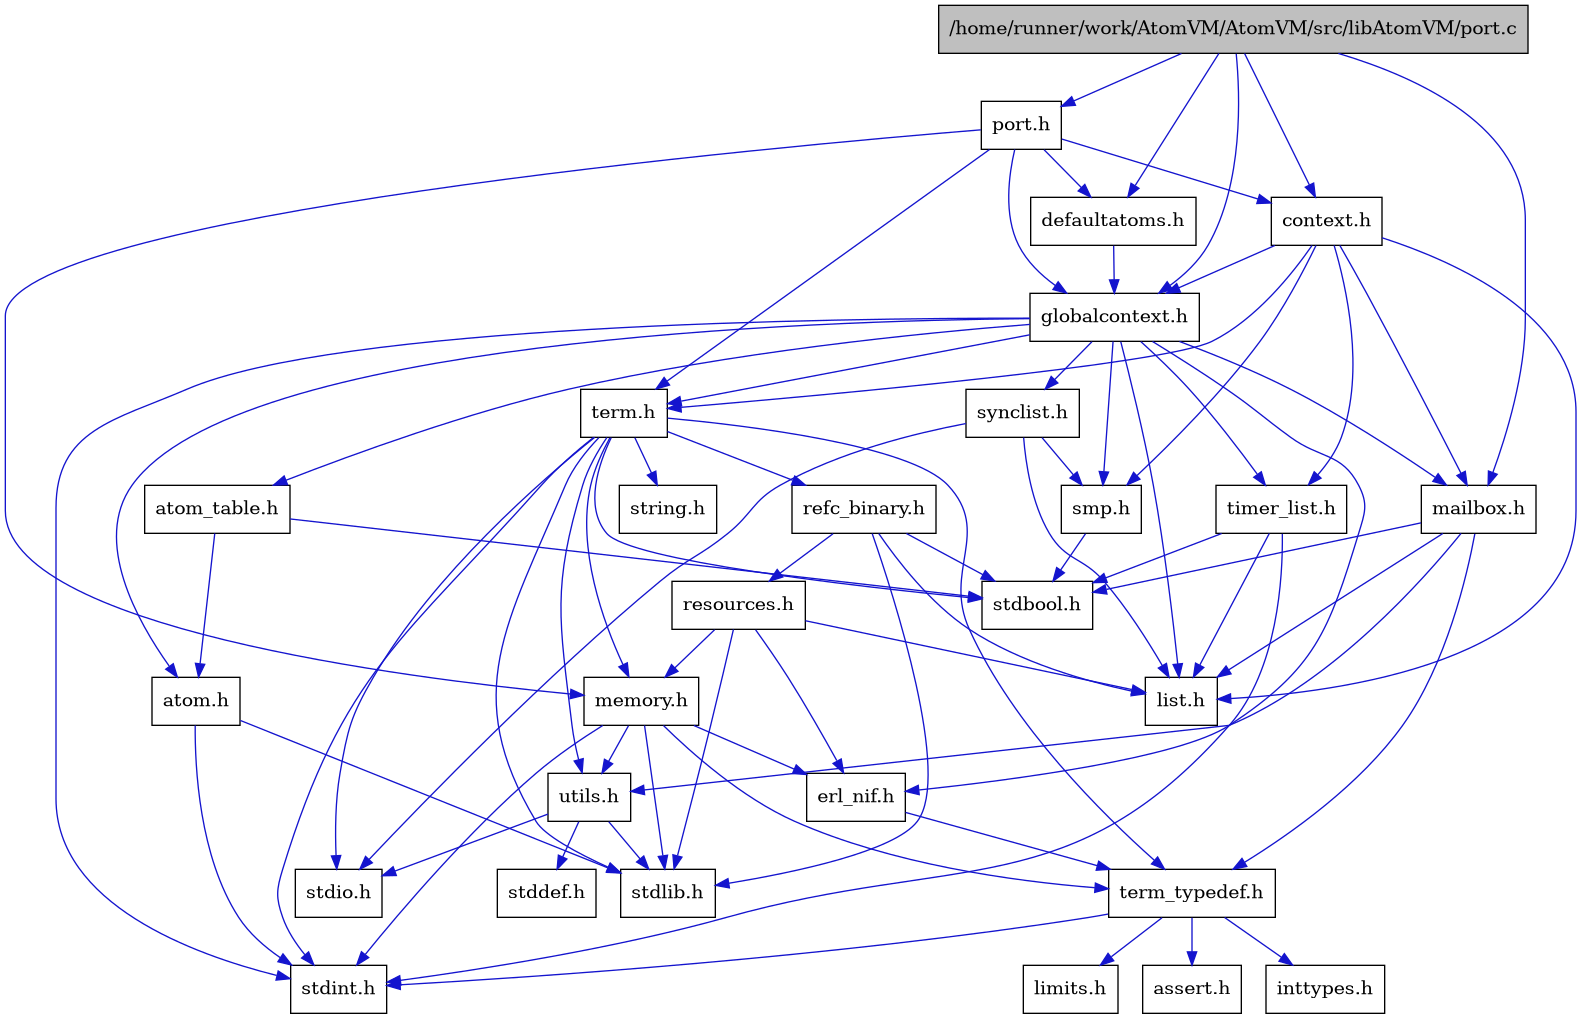 /home/runner/work/AtomVM/AtomVM/src/libAtomVM/port.c
port.h
defaultatoms.h
context.h
globalcontext.h
term.h
synclist.h
atom_table.h
string.h
refc_binary.h
smp.h
timer_list.h
mailbox.h
resources.h
stdbool.h
atom.h
memory.h
list.h
utils.h
erl_nif.h
stdio.h
stddef.h
stdlib.h
term_typedef.h
stdint.h
limits.h
assert.h
inttypes.h